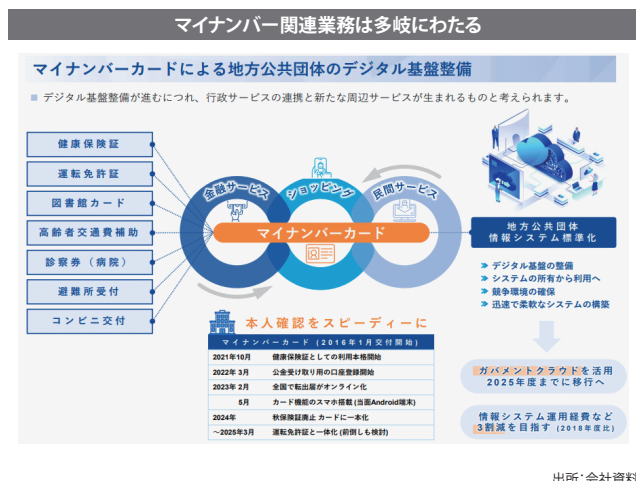 マイナンバー関連業務は多岐にわたる
マイナンバーカードによる地方公共団体のデジタル基盤整備
デジタル基盤整備が進むにつれ、行政サービスの連携と新たな周辺サービスが生まれるものと考えられます。
健康保険証
運転免許証
図書館カード
高齢者交通費補助
診察券（病院）
避難所受付
コンビニ交付
金融サービス
ショッピング
民間サービス
マイナンバーカード
地方公共団体
情報システム標準化
デジタル基盤の整備
システムの所有から利用へ
競争環境の確保
迅速で柔軟なシステムの構築
本人確認をスピーディーに
マイナンバーカード (2016年1月交付開始)
2021年10月 健康保険証としての利用本格開始
2022年 3月 公金受け取り用の口座登録開始
2023年 2月 全国で転出届がオンライン化
5月 カード機能のスマホ搭載 (当面Android端末)
2024年 秋保険証廃止 カードに一本化
～2025年3月 運転免許証と一体化 (前倒しも検討)
ガバメントクラウドを活用
2025年度までに移行へ
情報システム運用経費など
3割減を目指す (2018年度比)
出所:会社資料